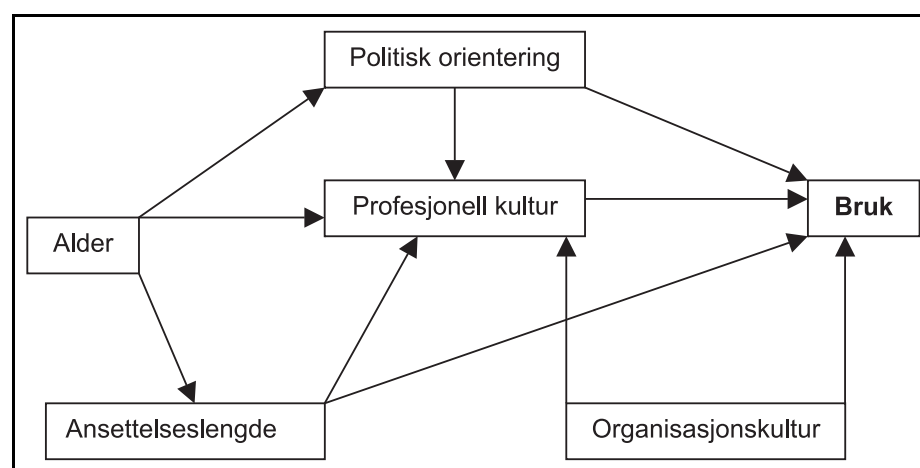 Politisk orientering
Profesjonell kultur
Bruk
Alder
Ansettelseslengde
Organisasjonskultur